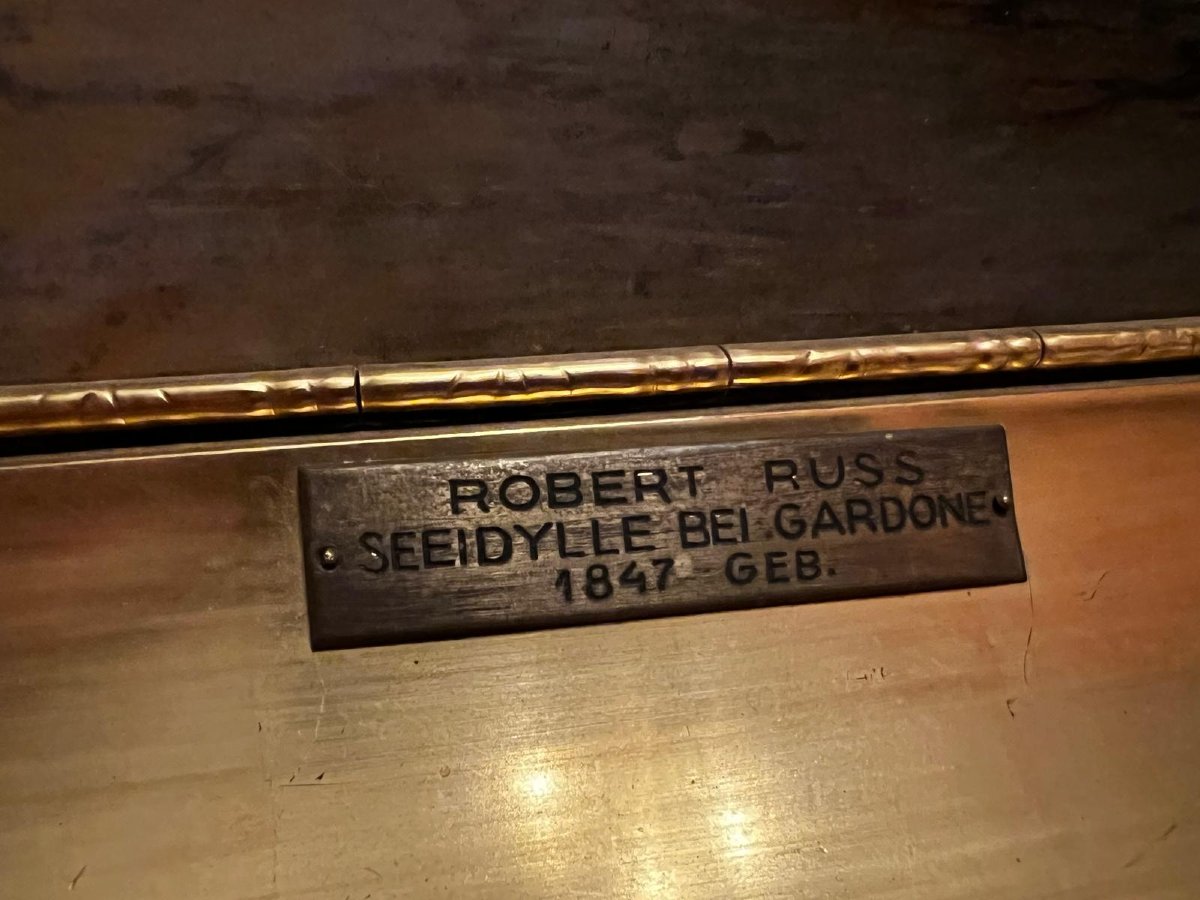 ROBERT RUSS
SEEIDYLLE BEI GARDONE
1847 GEB.